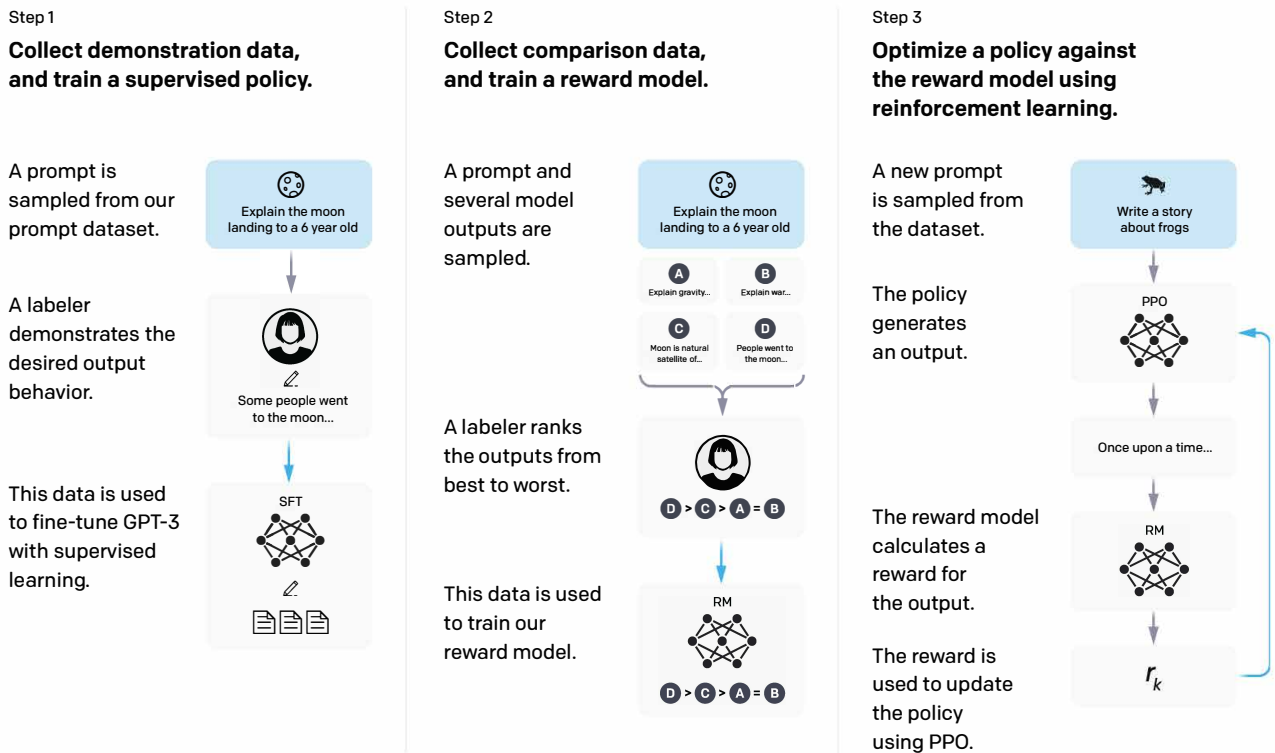 Step 1
Collect demonstration data,
and train a supervised policy.
A prompt is
sampled from our
prompt dataset.
Explain the moon
landing to a 6 year old
A labeler
demonstrates the
desired output
behavior.
Some people went
to the moon...
This data is used
to fine-tune GPT-3
with supervised
learning.
SFT
Step 2
Collect comparison data,
and train a reward model.
A prompt and
several model
outputs are
sampled.
Explain the moon
landing to a 6 year old
A
Explain gravity...
B
Explain war...
C
Moon is natural
satellite of...
D
People went to
the moon...
A labeler ranks
the outputs from
best to worst.
D > C > A = B
This data is used
to train our
reward model.
RM
D > C > A = B
Step 3
Optimize a policy against
the reward model using
reinforcement learning.
A new prompt
is sampled from
the dataset.
Write a story
about frogs
The policy
generates
an output.
PPO
Once upon a time...
The reward model
calculates a
reward for
the output.
RM
The reward is
used to update
the policy
using PPO.
r_k